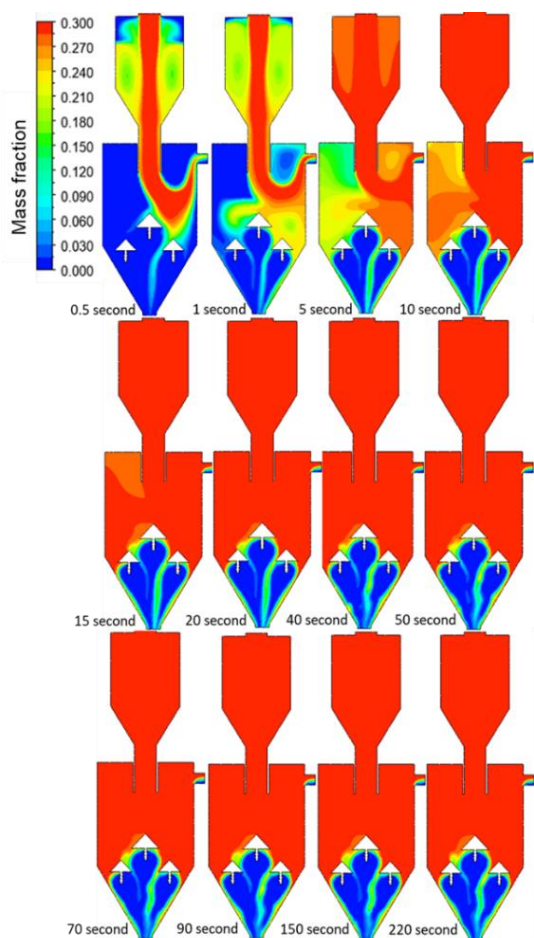 Mass fraction
0.300
0.270
0.240
0.210
0.180
0.150
0.120
0.090
0.060
0.030
0.000
0.5 second
1 second
5 second
10 second
15 second
20 second
40 second
50 second
70 second
90 second
150 second
220 second